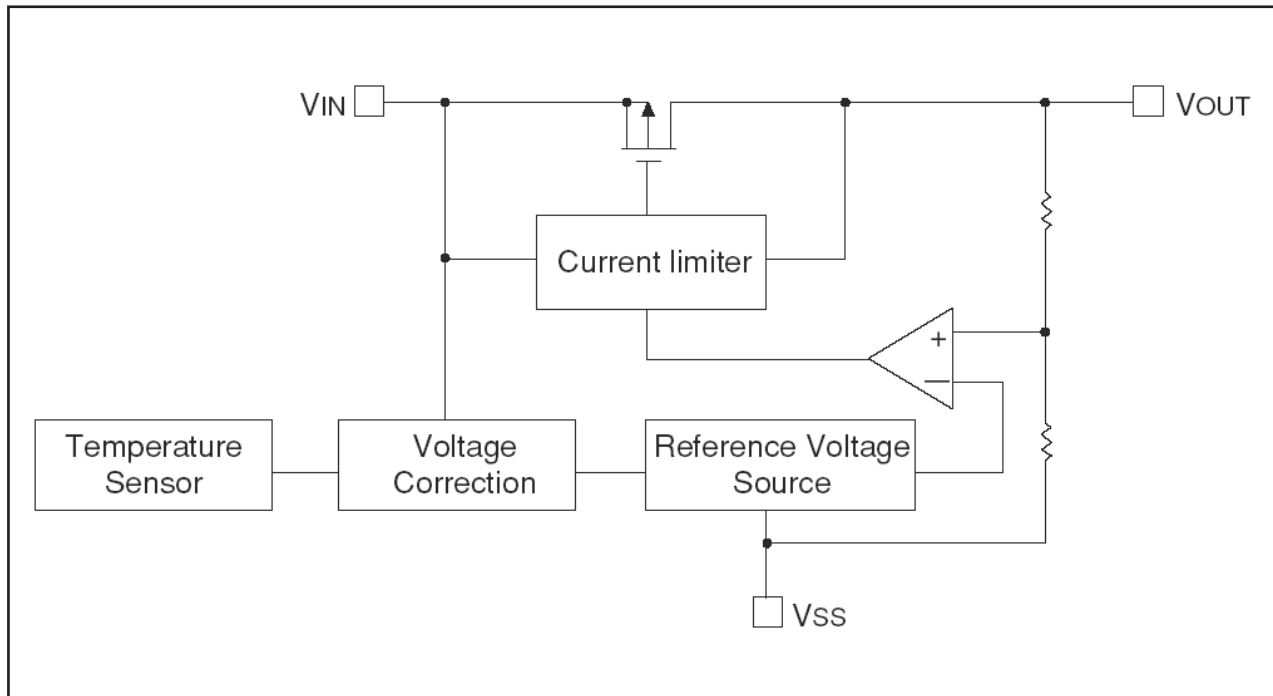 VIN
VOUT
Current limiter
+
—
Temperature
Sensor
Voltage
Correction
Reference Voltage
Source
VSS